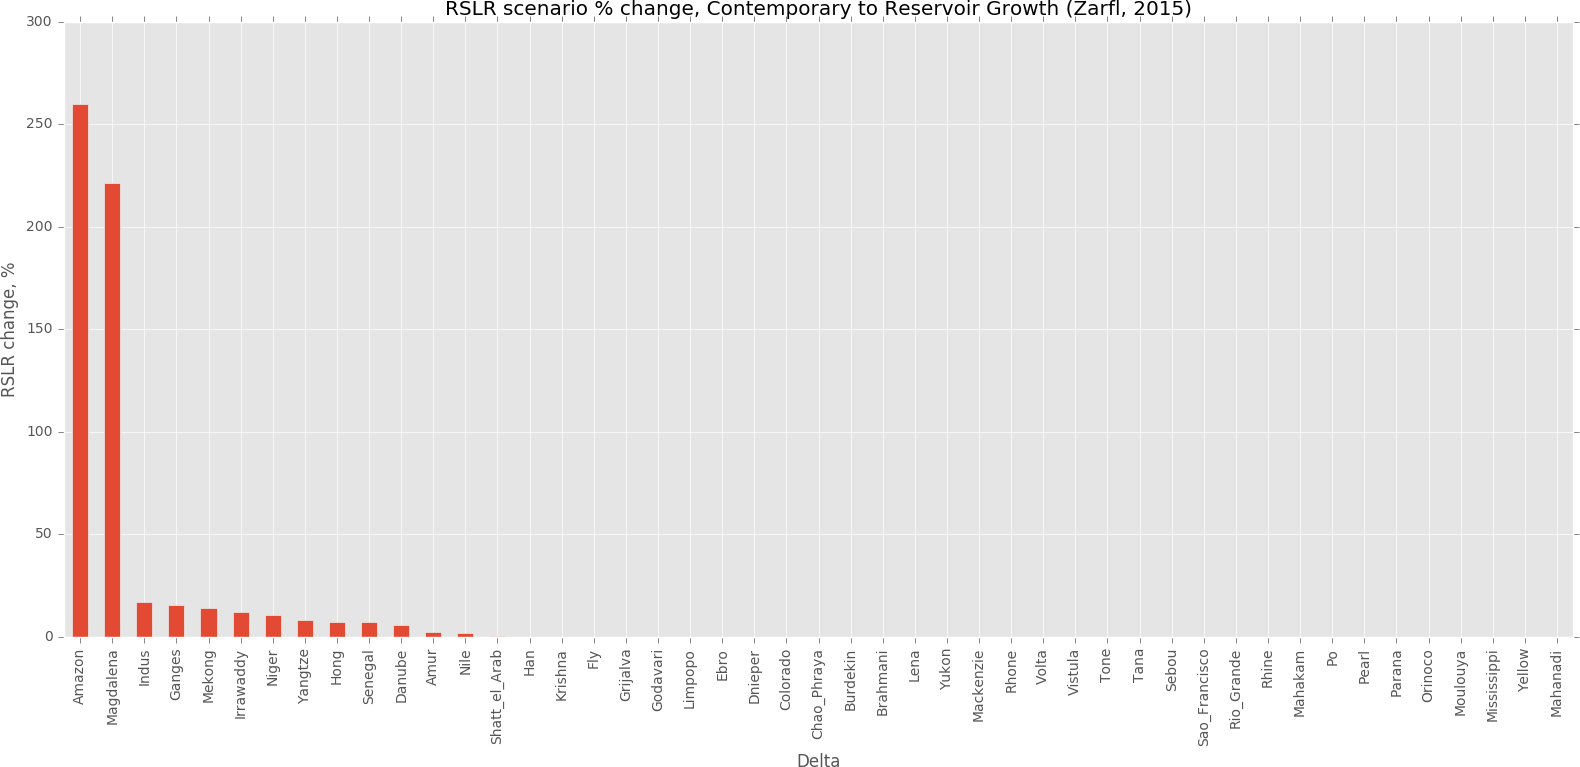 RSLR scenario % change, Contemporary to Reservoir Growth (Zarfl, 2015)
RSLR change, %
300
250
200
150
100
50
0
Amazon
Magdalena
Indus
Ganges
Mekong
Irrawaddy
Niger
Yangtze
Hong
Senegal
Danube
Amur
Nile
Shatt_el_Arab
Han
Krishna
Fly
Grijalva
Godavari
Limpopo
Ebro
Dnieper
Colorado
Chao_Phraya
Burdekin
Brahmani
Lena
Yukon
Mackenzie
Rhone
Volta
Vistula
Tone
Tana
Sebou
Sao_Francisco
Rio_Grande
Rhine
Mahakam
Po
Pearl
Parana
Orinoco
Moulouya
Mississippi
Yellow
Mahanadi
Delta